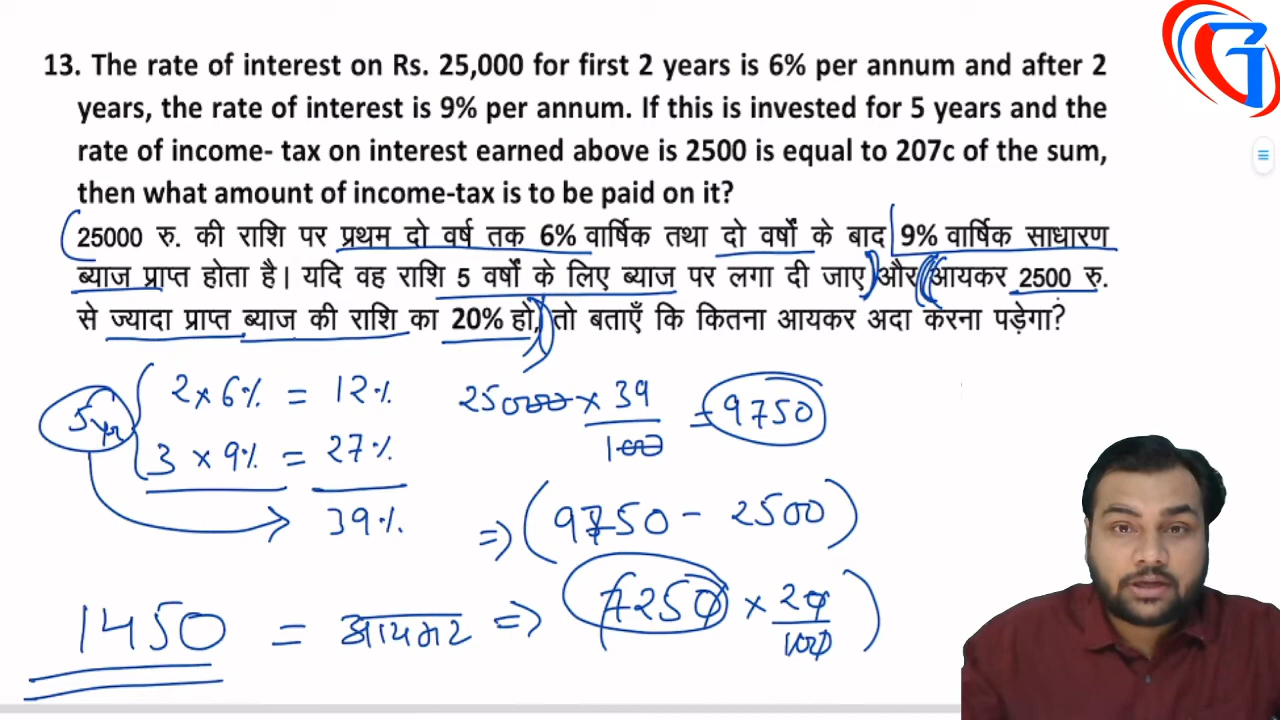 13. The rate of interest on Rs. 25,000 for first 2 years is 6% per annum and after 2
years, the rate of interest is 9% per annum. If this is invested for 5 years and the
rate of income- tax on interest earned above is 2500 is equal to 207c of the sum,
then what amount of income-tax is to be paid on it?
25000 रु. की राशि पर प्रथम दो वर्ष तक 6% वार्षिक तथा दो वर्षों के बाद 9% वार्षिक साधारण
ब्याज प्राप्त होता है। यदि वह राशि 5 वर्षों के लिए ब्याज पर लगा दी जाए और आयकर 2500 रु.
से ज्यादा प्राप्त ब्याज की राशि का 20% हो, तो बताएँ कि कितना आयकर अदा करना पड़ेगा?
5 yr
2 × 6% = 12%
3 × 9% = 27%
39%
25000 × 39
100
= 9750
⇒ (9750 - 2500)
1450 = आयकर ⇒ (7250 × 20
100)